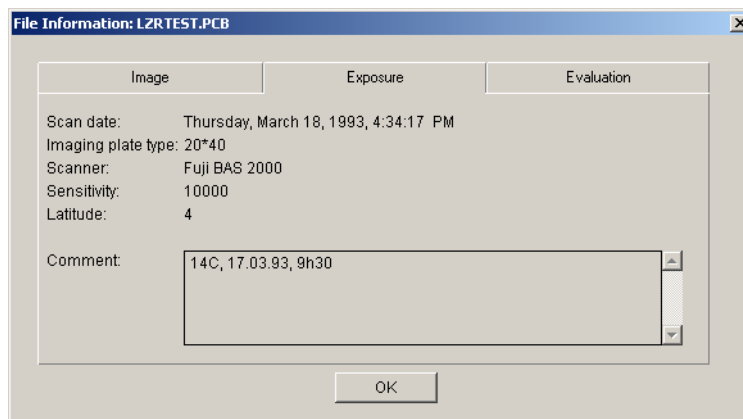 File Information: LZRTEST.PCB
Image Exposure Evaluation
Scan date: Thursday, March 18, 1993, 4:34:17 PM
Imaging plate type: 20*40
Scanner: Fuji BAS 2000
Sensitivity: 10000
Latitude: 4
Comment: 14C, 17.03.93, 9h30
OK